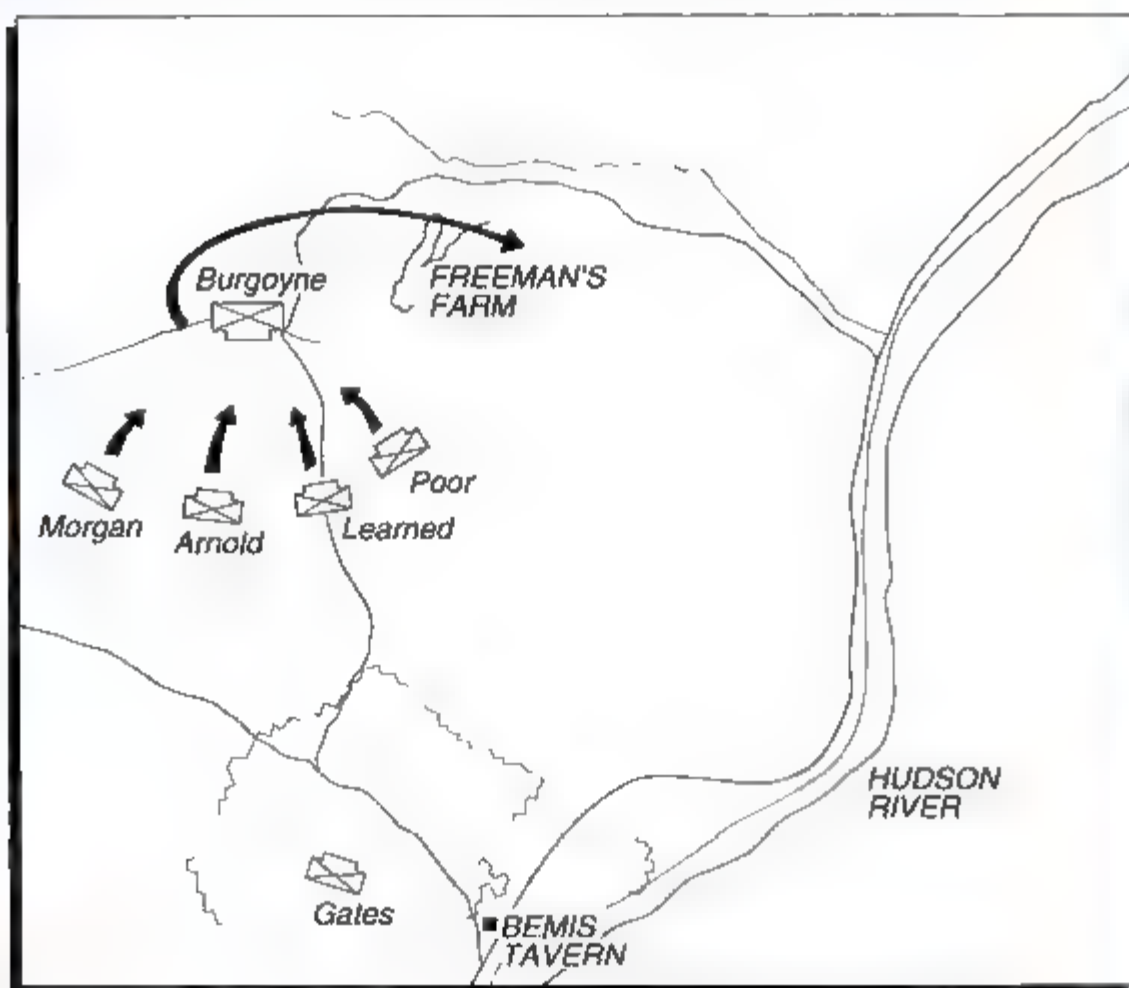 Burgoyne
FREEMAN'S
FARM
Poor
Morgan
Arnold
Learned
HUDSON
RIVER
Gates
BEMIS
TAVERN